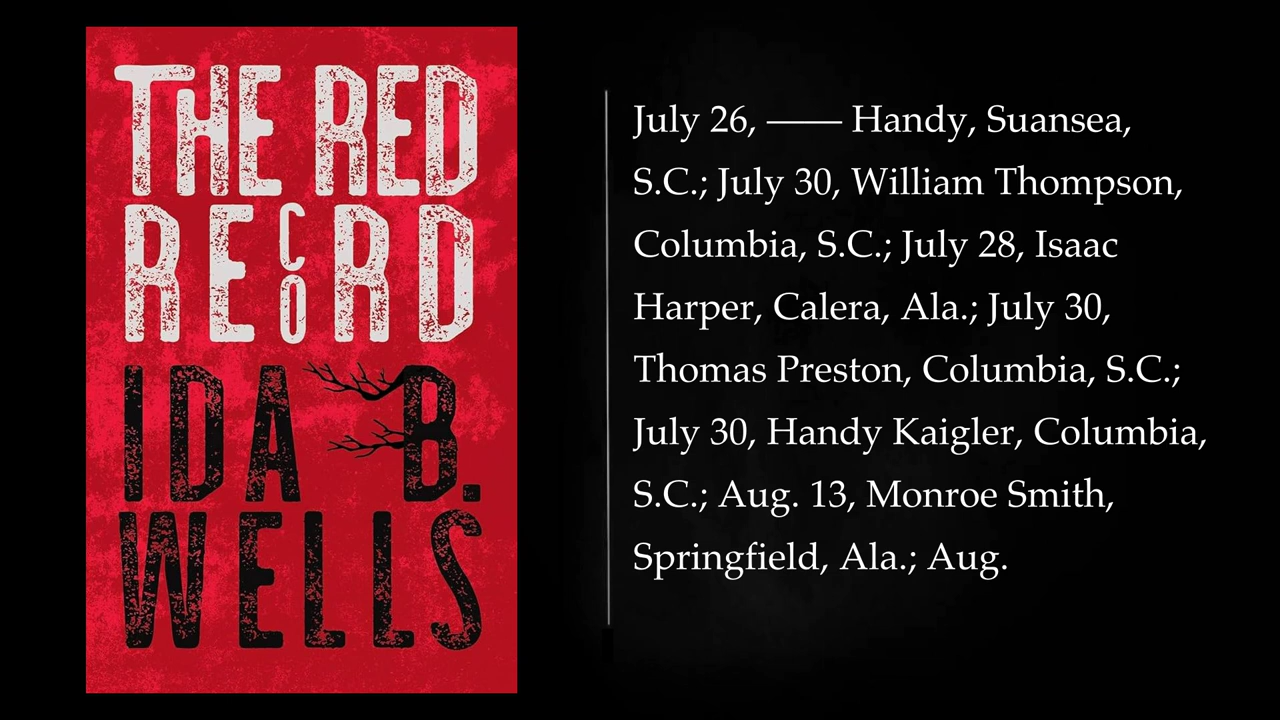 THE RED
RECORD
IDA B.
WELLS
July 26, —— Handy, Suansea,
S.C.; July 30, William Thompson,
Columbia, S.C.; July 28, Isaac
Harper, Calera, Ala.; July 30,
Thomas Preston, Columbia, S.C.;
July 30, Handy Kaigler, Columbia,
S.C.; Aug. 13, Monroe Smith,
Springfield, Ala.; Aug.